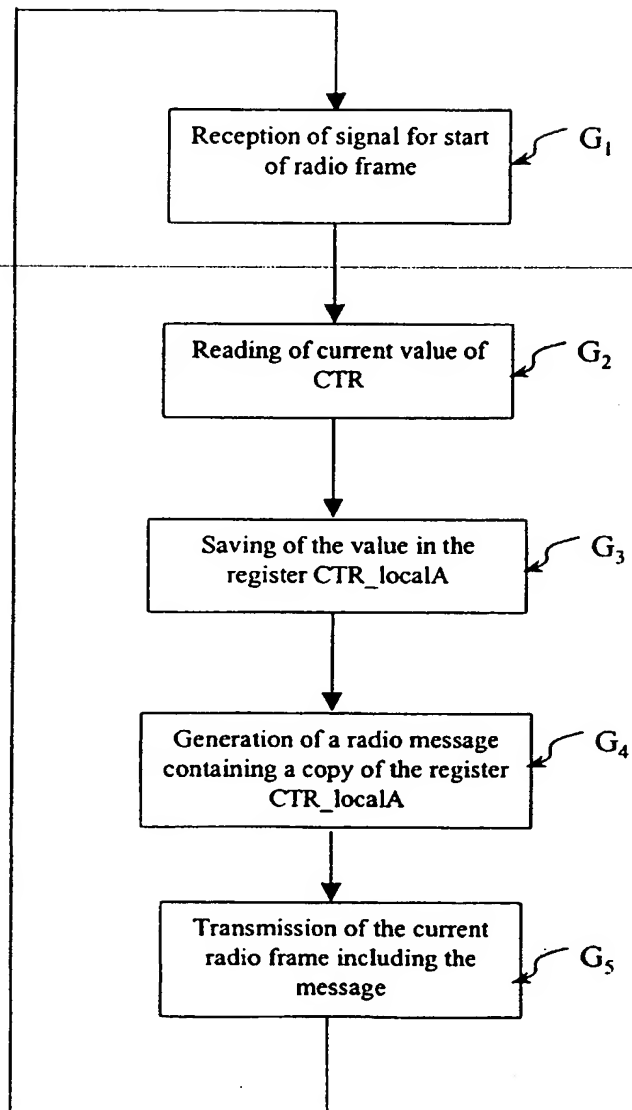 Reception of signal for start
of radio frame
G₁
Reading of current value of
CTR
G₂
Saving of the value in the
register CTR_localA
G₃
Generation of a radio message
containing a copy of the register
CTR_localA
G₄
Transmission of the current
radio frame including the
message
G₅